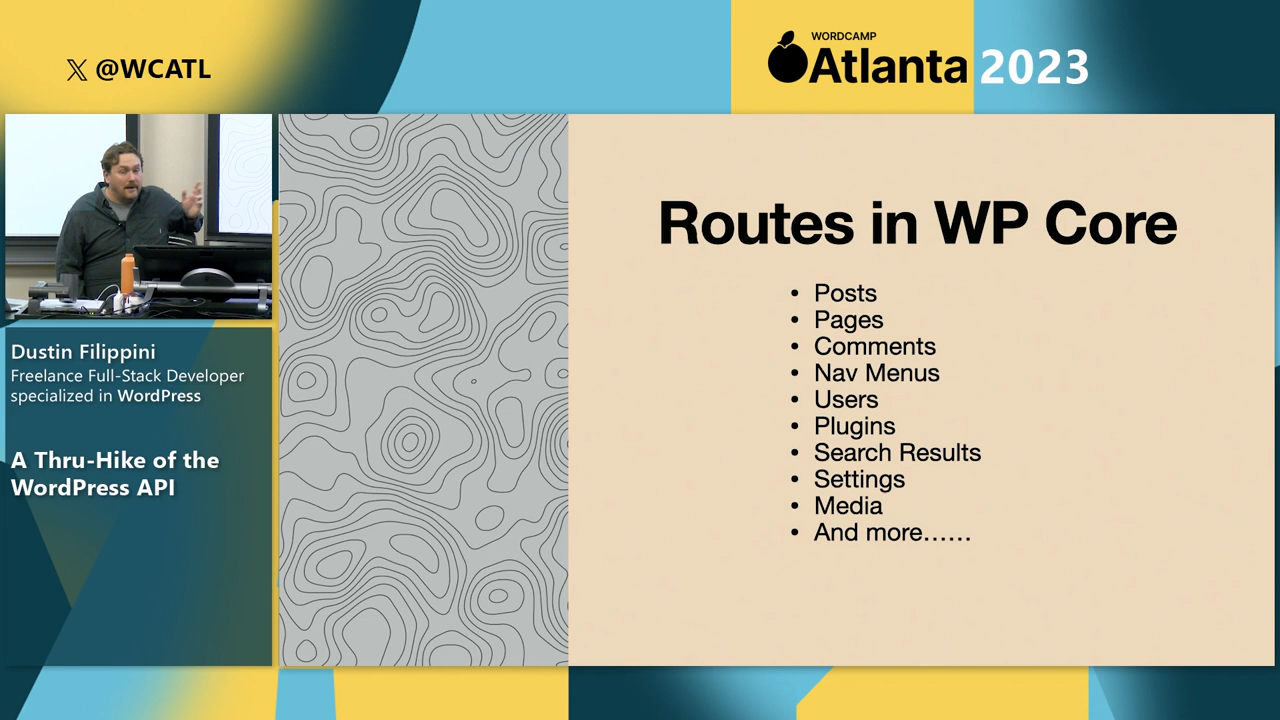 𝕏 @WCATL
WORDCAMP
Atlanta 2023
Dustin Filippini
Freelance Full-Stack Developer
specialized in WordPress
A Thru-Hike of the
WordPress API
Routes in WP Core
• Posts
• Pages
• Comments
• Nav Menus
• Users
• Plugins
• Search Results
• Settings
• Media
• And more......